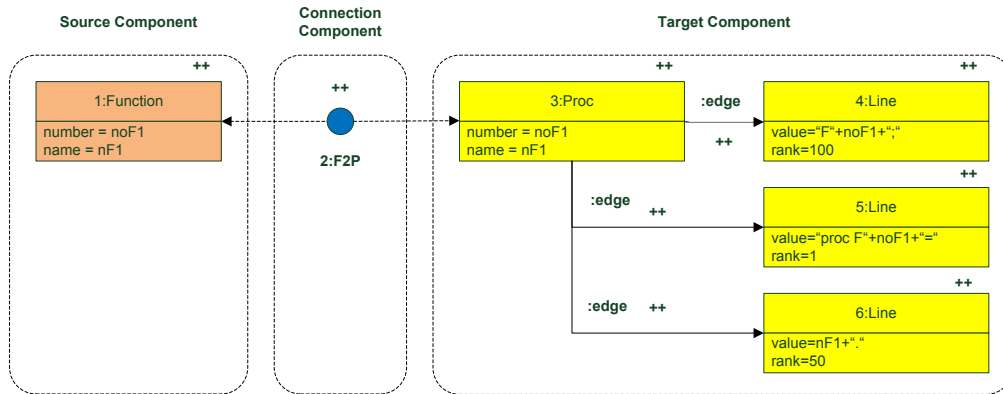 Source Component
Connection
Component
Target Component
++
1:Function
number = noF1
name = nF1
++
2:F2P
++
3:Proc
number = noF1
name = nF1
:edge
++
++
4:Line
value=“F“+noF1+“;“
rank=100
:edge
++
++
5:Line
value=“proc F“+noF1+“=“
rank=1
:edge
++
++
6:Line
value=nF1+“.“
rank=50